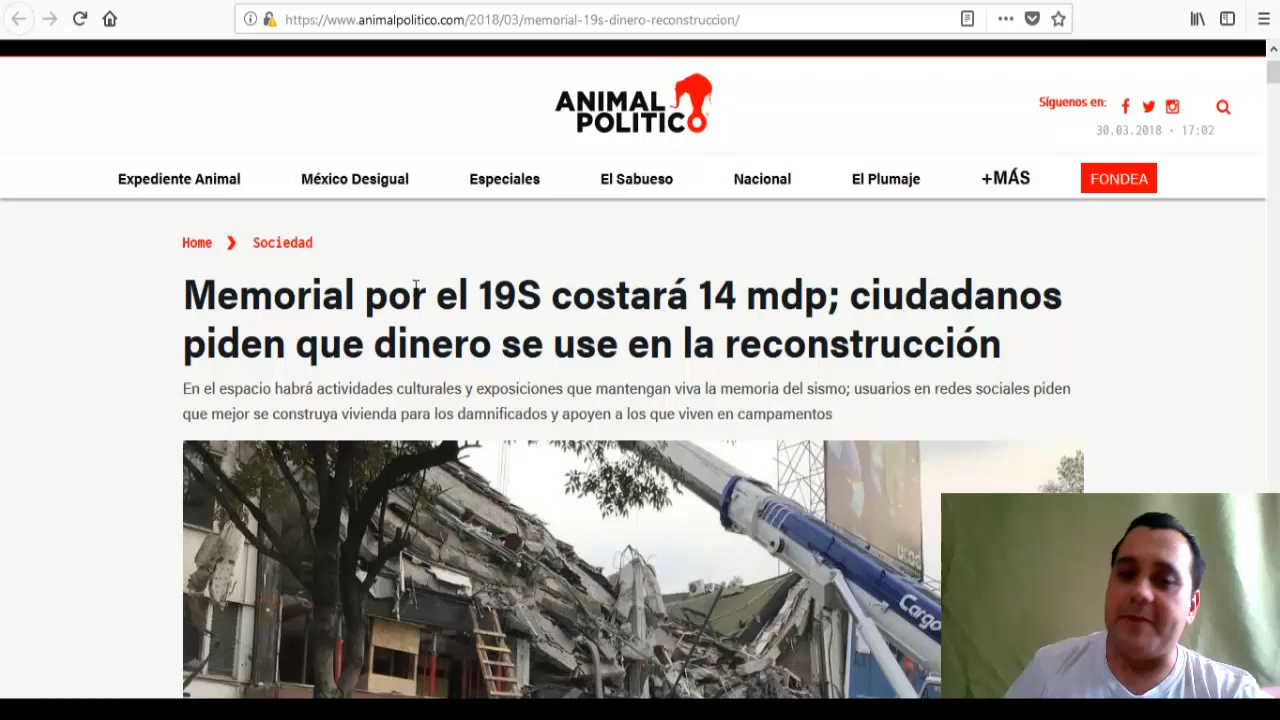 https://www.animalpolitico.com/2018/03/memorial-19s-dinero-reconstruccion/
ANIMAL
POLITICO
Síguenos en:
30.03.2018 · 17:02
Expediente Animal México Desigual Especiales El Sabueso Nacional El Plumaje +MÁS FONDEA
Home ❯ Sociedad
Memorial por el 19S costará 14 mdp; ciudadanos
piden que dinero se use en la reconstrucción
En el espacio habrá actividades culturales y exposiciones que mantengan viva la memoria del sismo; usuarios en redes sociales piden
que mejor se construya vivienda para los damnificados y apoyen a los que viven en campamentos
Cargo